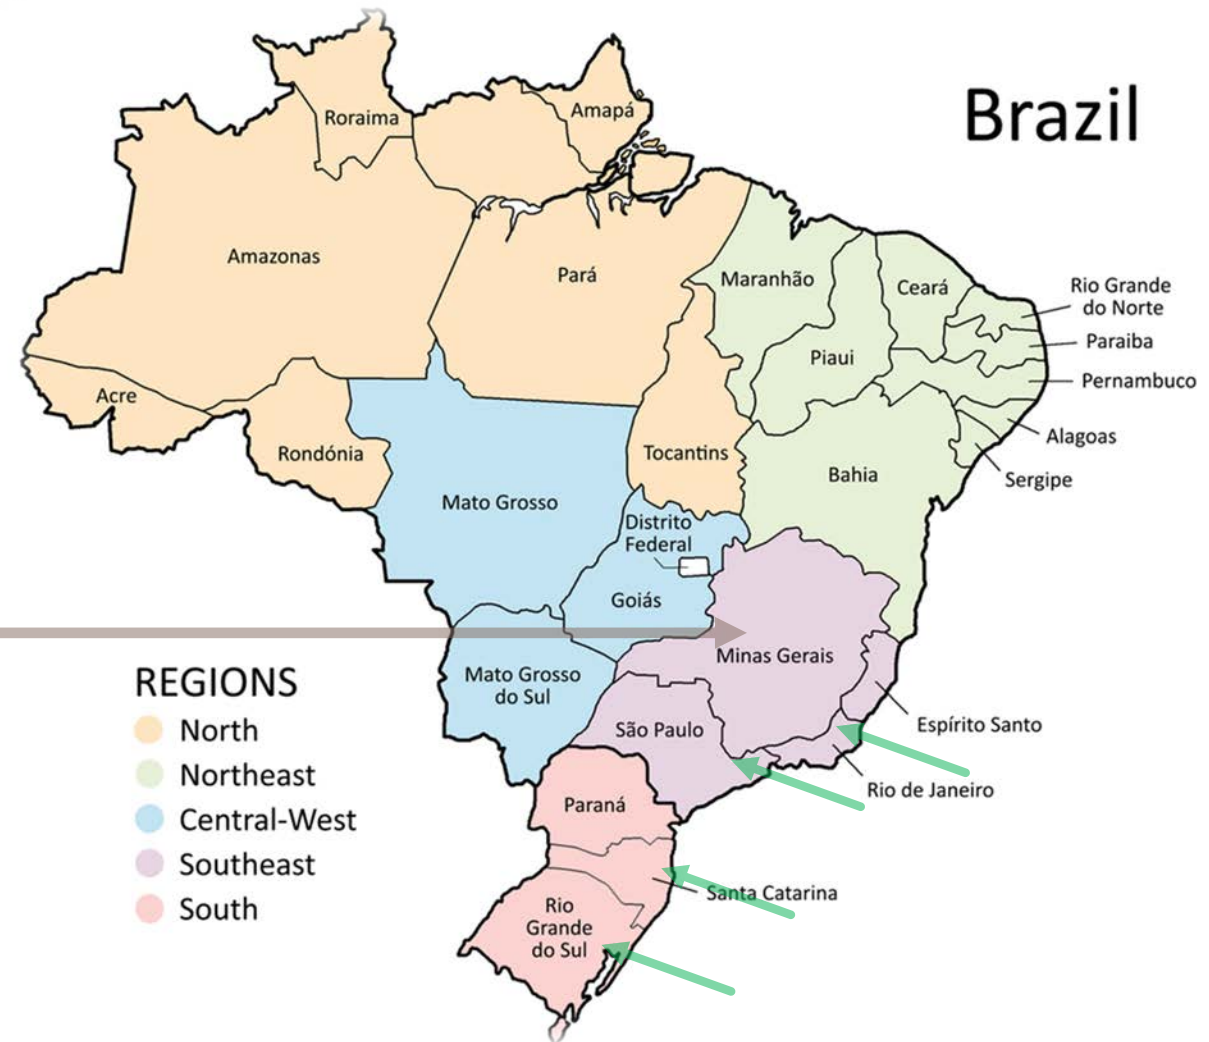 Brazil
Roraima
Amapá
Amazonas
Pará
Maranhão
Ceará
Rio Grande
do Norte
Paraiba
Piaui
Pernambuco
Acre
Alagoas
Rondónia
Tocantins
Bahia
Sergipe
Mato Grosso
Distrito
Federal
Goiás
Minas Gerais
Mato Grosso
do Sul
São Paulo
Espírito Santo
Rio de Janeiro
Paraná
Santa Catarina
Rio
Grande
do Sul
REGIONS
North
Northeast
Central-West
Southeast
South